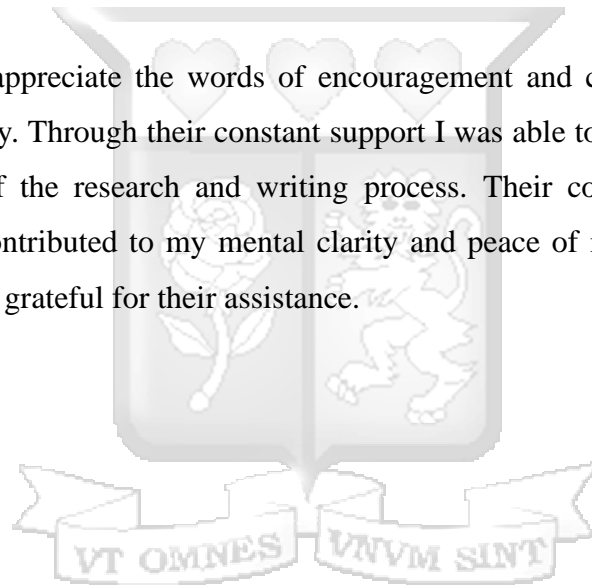 appreciate the words of encouragement and
y. Through their constant support I was able to
f the research and writing process. Their
ontributed to my mental clarity and peace of
grateful for their assistance.
VT OMNES VNVM SINT